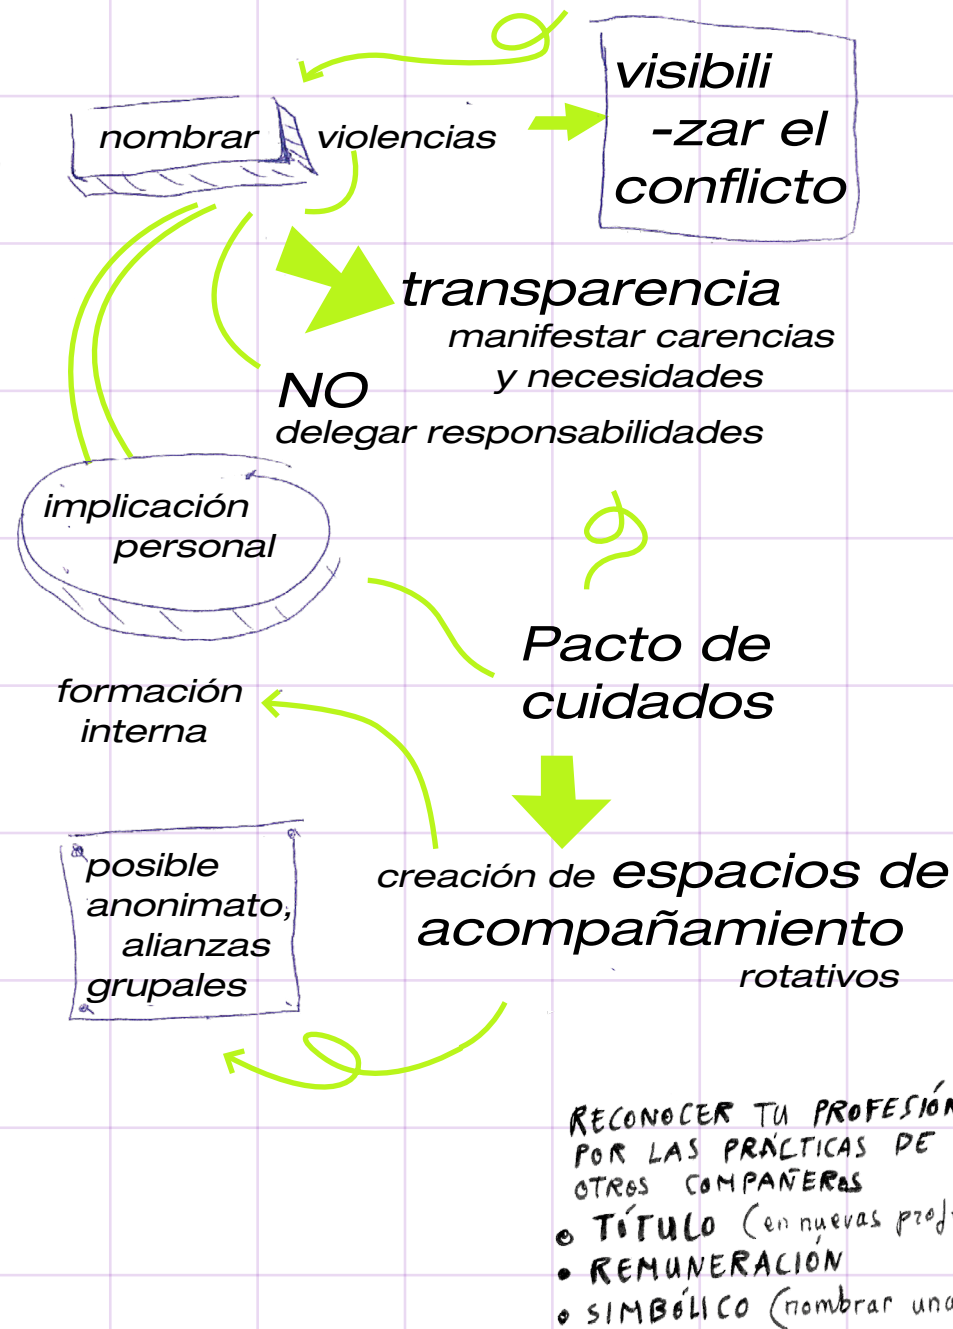 nombrar violencias
visibili
-zar el
conflicto
transparencia
manifestar carencias
y necesidades
NO
delegar responsabilidades
implicación
personal
Pacto de
cuidados
formación
interna
creación de espacios de
acompañamiento
rotativos
posible
anonimato,
alianzas
grupales
RECONOCER TU PROFESIÓN
POR LAS PRÁCTICAS DE
OTROS COMPAÑEROS
• TÍTULO (en nuevas
• REMUNERACIÓN
• SIMBÓLICO (nombrar